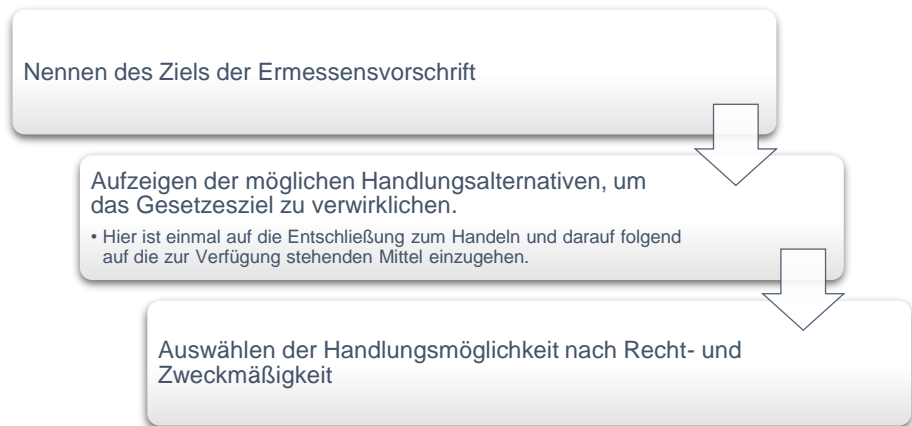 Nennen des Ziels der Ermessensvorschrift
Aufzeigen der möglichen Handlungsalternativen, um
das Gesetzesziel zu verwirklichen.
• Hier ist einmal auf die Entschließung zum Handeln und darauf folgend
auf die zur Verfügung stehenden Mittel einzugehen.
Auswählen der Handlungsmöglichkeit nach Recht- und
Zweckmäßigkeit